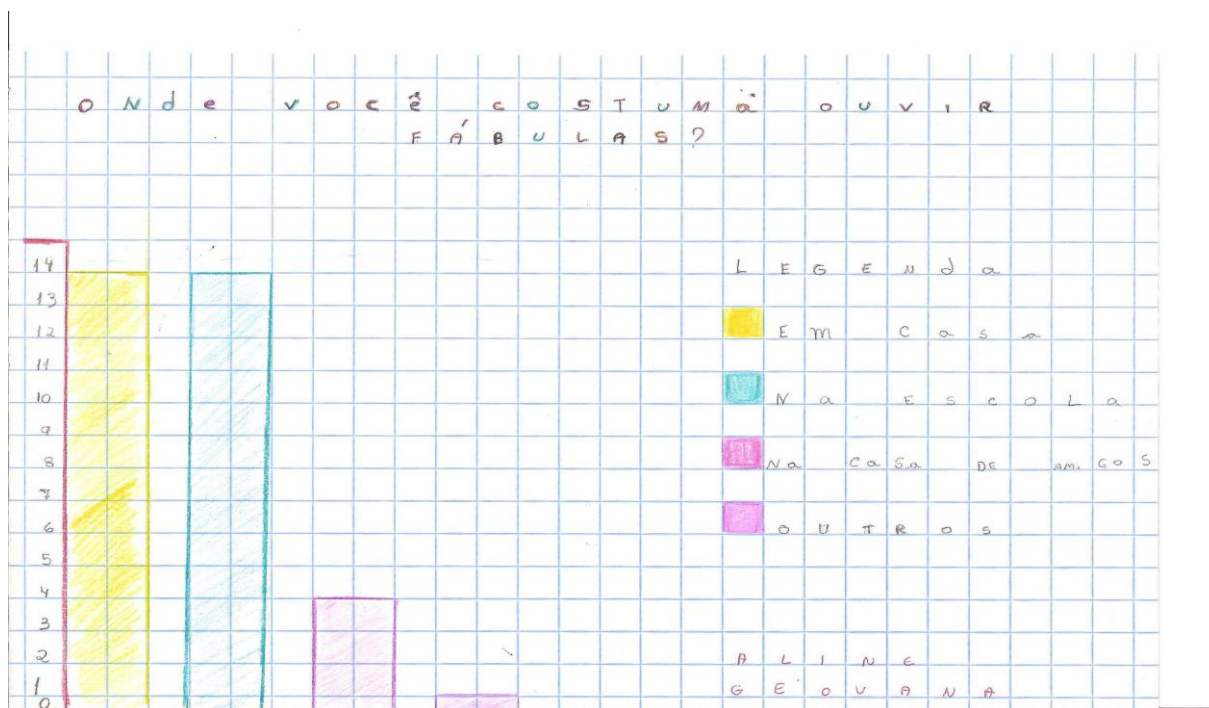 ONde você cosTUMa ouvir
FÁBULAS?
14
13
12
11
10
9
8
7
6
5
4
3
2
1
0
LEGENda
Em casa
Na EscoLa
Na casa DE AMiGOS
OUTROS
ALINE
GEOVANA